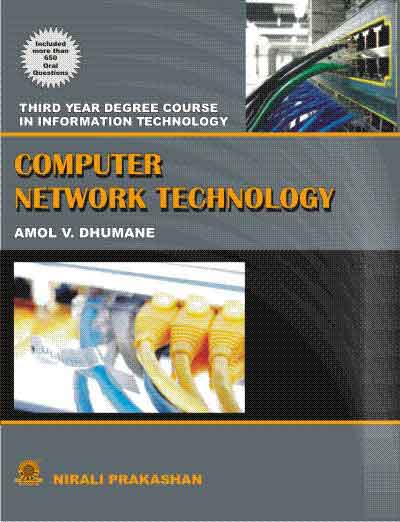 Included
more than
650
Oral
Questions
THIRD YEAR DEGREE COURSE
IN INFORMATION TECHNOLOGY
COMPUTER
NETWORK TECHNOLOGY
AMOL V. DHUMANE
NIRALI PRAKASHAN